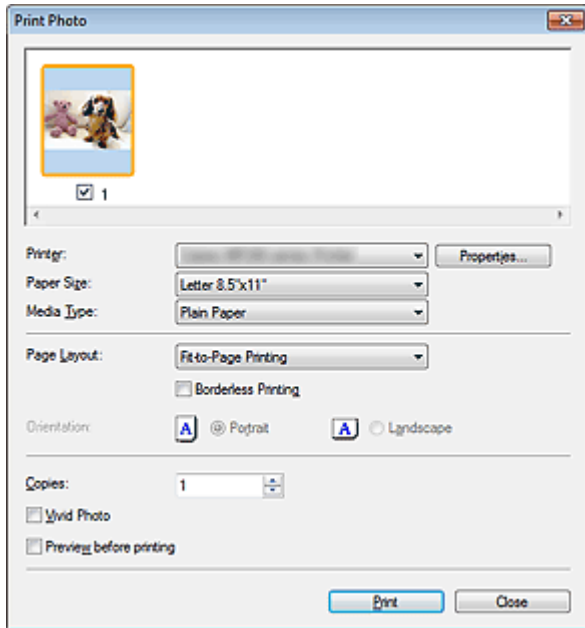 Print Photo
1
Printer:
Properties...
Paper Size:
Letter 8.5"x11"
Media Type:
Plain Paper
Page Layout:
Fit-to-Page Printing
Borderless Printing
Orientation:
A
Portrait
A
Landscape
Copies:
1
Vivid Photo
Preview before printing
Print
Close